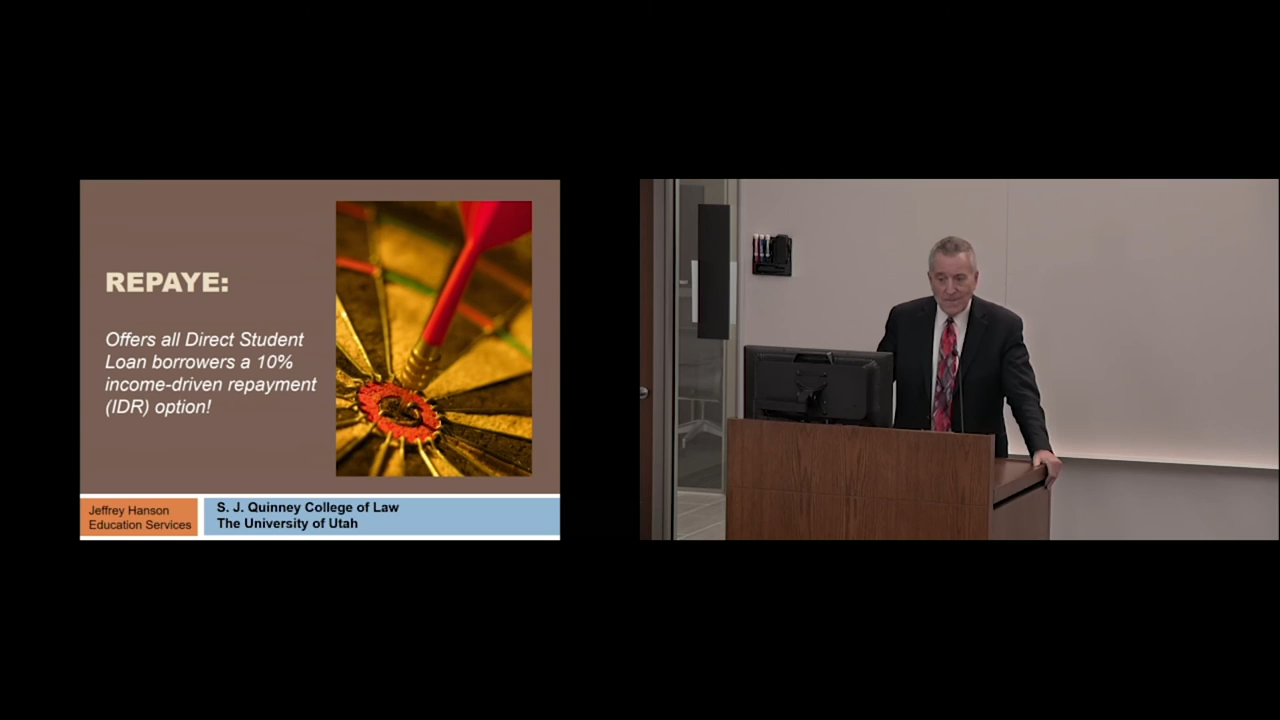 REPAYE:
Offers all Direct Student
Loan borrowers a 10%
income-driven repayment
(IDR) option!
Jeffrey Hanson
Education Services
S. J. Quinney College of Law
The University of Utah